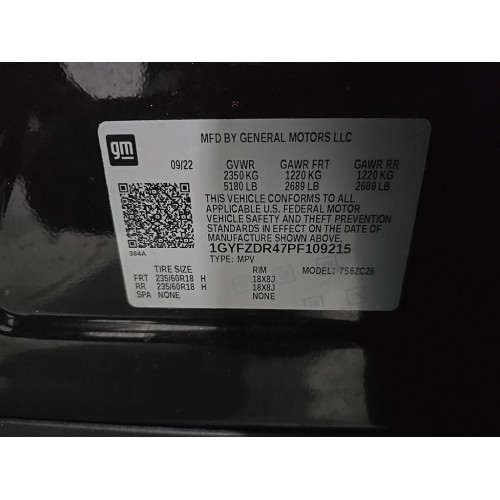 gm
MFD BY GENERAL MOTORS LLC
09/22 GVWR GAWR FRT GAWR RR
2350 KG 1220 KG 1220 KG
5180 LB 2689 LB 2689 LB
THIS VEHICLE CONFORMS TO ALL
APPLICABLE U.S. FEDERAL MOTOR
VEHICLE SAFETY AND THEFT PREVENTION
STANDARDS IN EFFECT ON THE DATE OF
MANUFACTURE SHOWN ABOVE.
384A 1GYFZDR47PF109215
TYPE: MPV MODEL: 7S6ZC26
TIRE SIZE RIM
FRT 235/60R18 H 18X8J
RR 235/60R18 H 18X8J
SPA NONE NONE